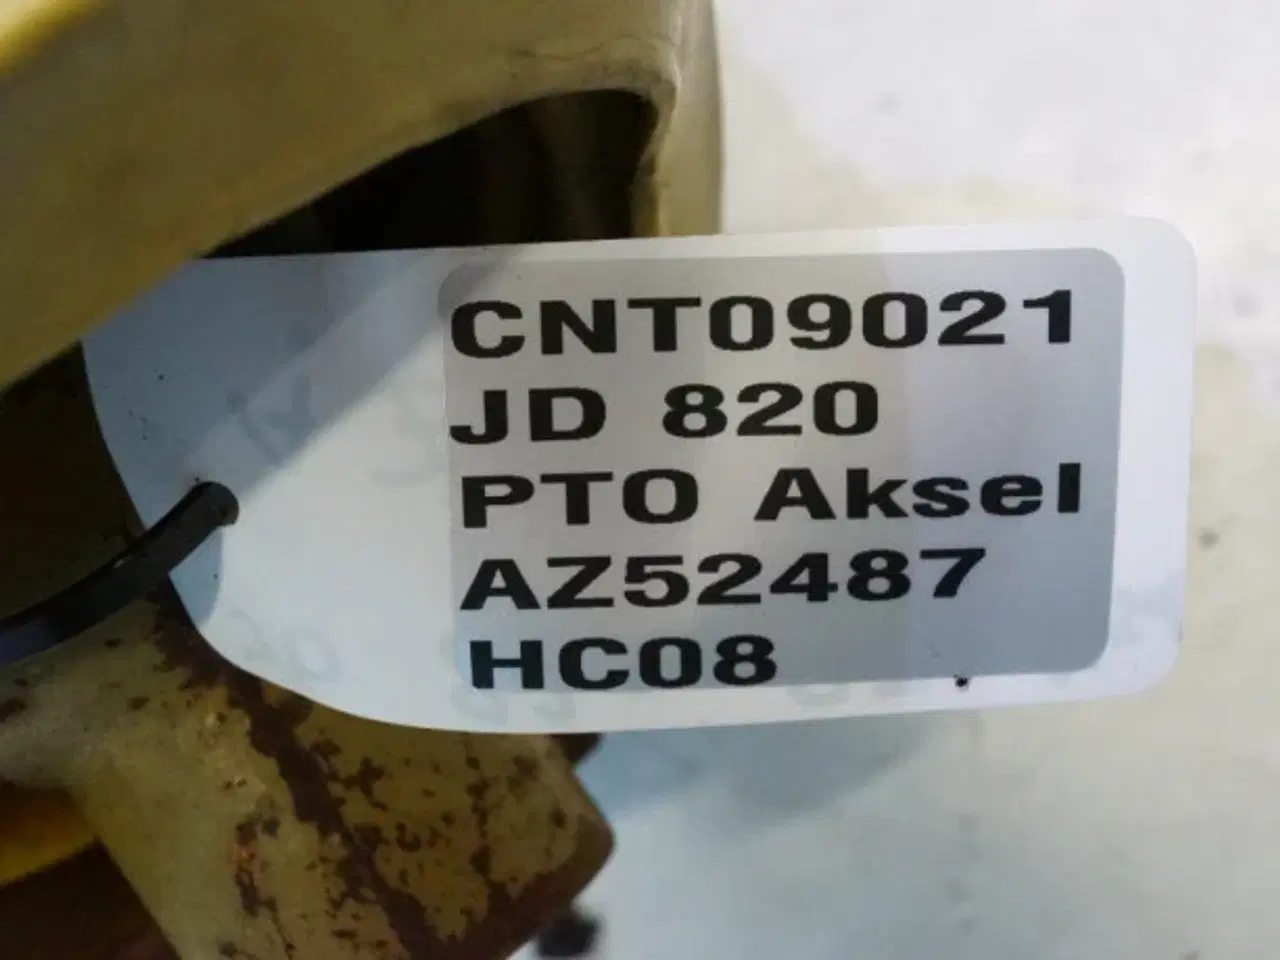 CNT09021
JD 820
PTO Aksel
AZ52487
HC08